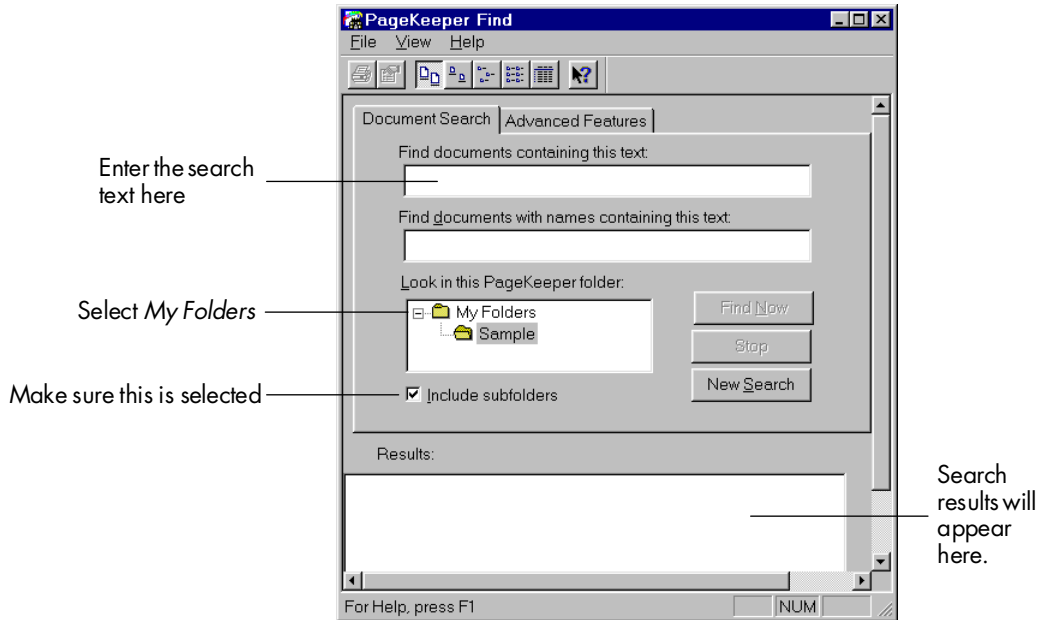 PageKeeper Find
File View Help
Document Search Advanced Features
Find documents containing this text:
Enter the search
text here
Find documents with names containing this text:
Look in this PageKeeper folder:
Select My Folders
My Folders
Sample
Find Now
Stop
New Search
Make sure this is selected
Include subfolders
Results:
Search
results will
appear
here.
For Help, press F1
NUM